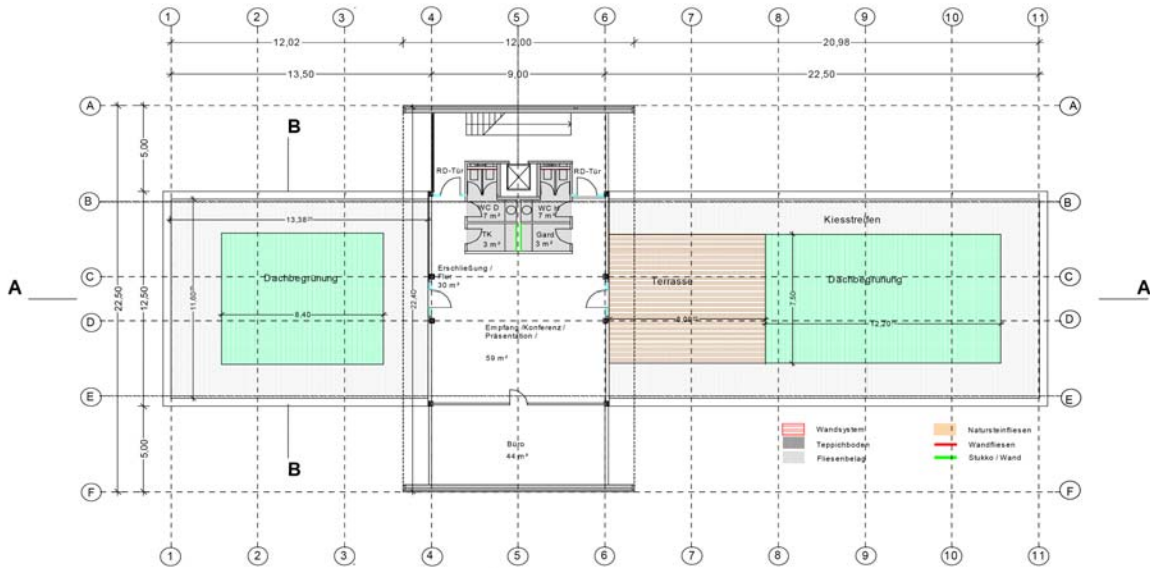 1 2 3 4 5 6 7 8 9 10 11
12,02 12,00 20,98
13,50 9,00 22,50
A A
B
5,00
RD-Tür RD-Tür
B B
WC D WC H
7 m² 7 m²
13,38
Kiesstreifen
TK Gard
3 m² 3 m²
Erschließung /
Flur
30 m²
C C
Dachbegrünung Terrasse Dachbegrünung
A A
22,50 12,50 11,60 22,40 7,50
8,40 12,20
D D
Empfang /Konferenz /
Präsentation /
59 m²
E E
5,00
B
Büro
44 m²
Wandsystem Natursteinfliesen
Teppichboden Wandfliesen
Fliesenbelag Stukko / Wand
F F
1 2 3 4 5 6 7 8 9 10 11